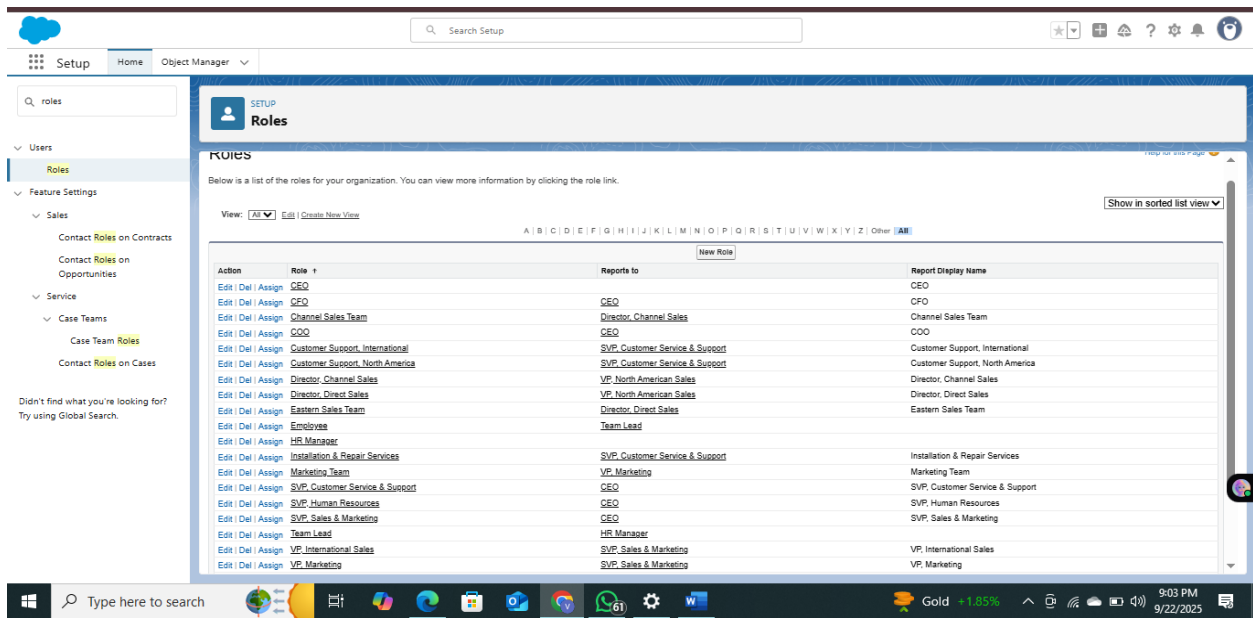 Search Setup
Setup Home Object Manager
roles
Users
Roles
Feature Settings
Sales
Contact Roles on Contracts
Contact Roles on
Opportunities
Service
Case Teams
Case Team Roles
Contact Roles on Cases
Didn't find what you're looking for?
Try using Global Search.
SETUP
Roles
Roles
Help for this Page
Below is a list of the roles for your organization. You can view more information by clicking the role link.
Show in sorted list view
View: All Edit | Create New View
A | B | C | D | E | F | G | H | I | J | K | L | M | N | O | P | Q | R | S | T | U | V | W | X | Y | Z | Other | All
New Role
Action Role ↑ Reports to Report Display Name
Edit | Del | Assign CEO CEO
Edit | Del | Assign CFO CEO CFO
Edit | Del | Assign Channel Sales Team Director, Channel Sales Channel Sales Team
Edit | Del | Assign COO CEO COO
Edit | Del | Assign Customer Support, International SVP, Customer Service & Support Customer Support, International
Edit | Del | Assign Customer Support, North America SVP, Customer Service & Support Customer Support, North America
Edit | Del | Assign Director, Channel Sales VP, North American Sales Director, Channel Sales
Edit | Del | Assign Director, Direct Sales VP, North American Sales Director, Direct Sales
Edit | Del | Assign Eastern Sales Team Director, Direct Sales Eastern Sales Team
Edit | Del | Assign Employee Team Lead
Edit | Del | Assign HR Manager
Edit | Del | Assign Installation & Repair Services SVP, Customer Service & Support Installation & Repair Services
Edit | Del | Assign Marketing Team VP, Marketing Marketing Team
Edit | Del | Assign SVP, Customer Service & Support CEO SVP, Customer Service & Support
Edit | Del | Assign SVP, Human Resources CEO SVP, Human Resources
Edit | Del | Assign SVP, Sales & Marketing CEO SVP, Sales & Marketing
Edit | Del | Assign Team Lead HR Manager
Edit | Del | Assign VP, International Sales SVP, Sales & Marketing VP, International Sales
Edit | Del | Assign VP, Marketing SVP, Sales & Marketing VP, Marketing
Type here to search
61
Gold +1.85%
9:03 PM
9/22/2025